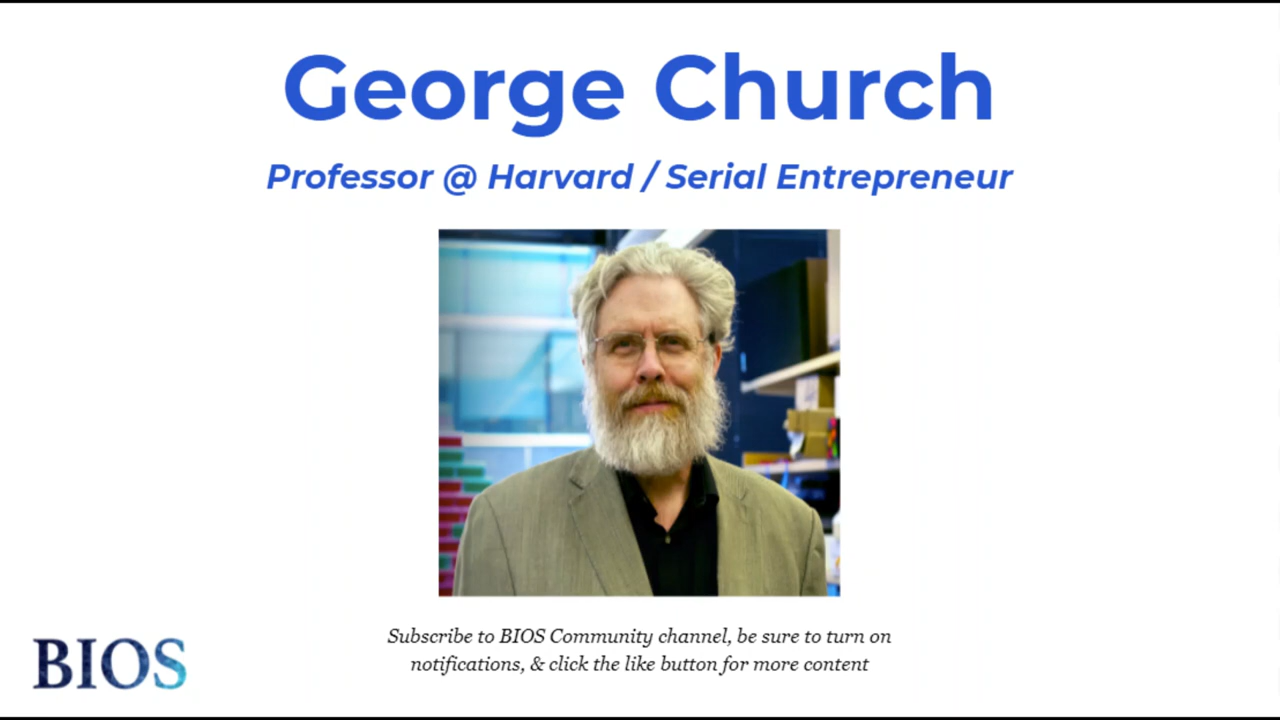 George Church
Professor @ Harvard / Serial Entrepreneur
Subscribe to BIOS Community channel, be sure to turn on
notifications, & click the like button for more content
BIOS